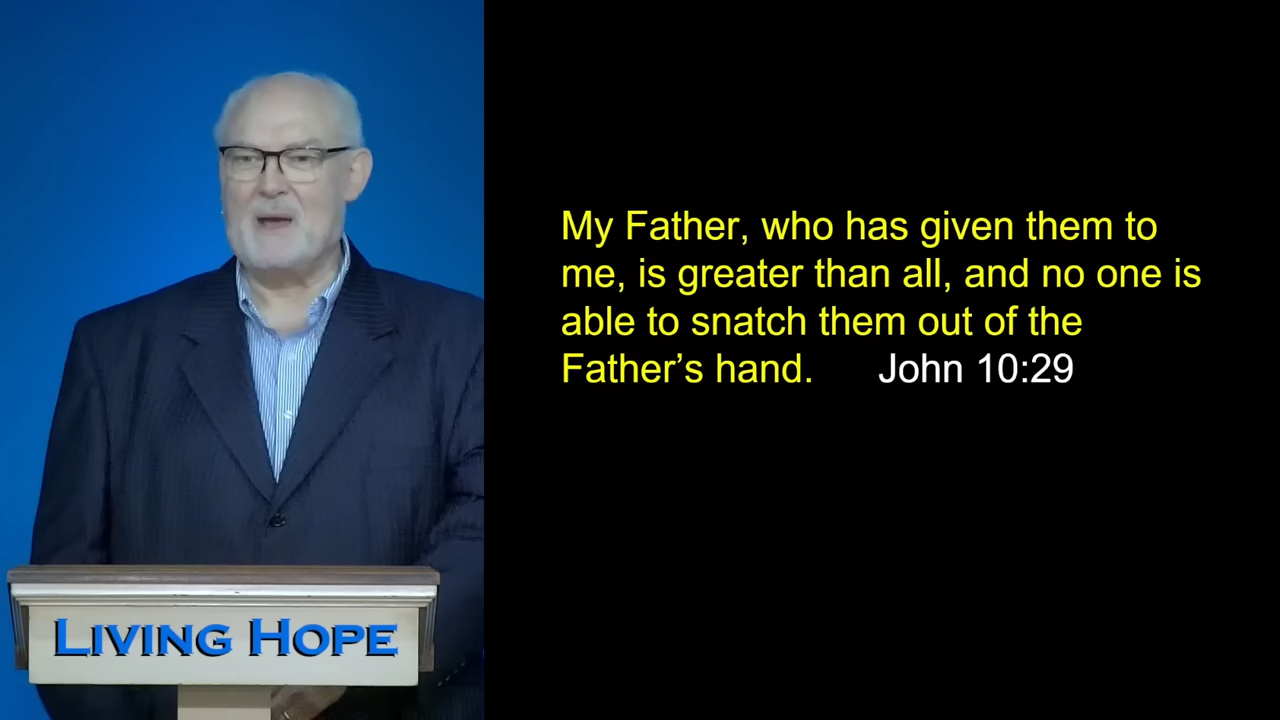 My Father, who has given them to
me, is greater than all, and no one is
able to snatch them out of the
Father’s hand. John 10:29
LIVING HOPE